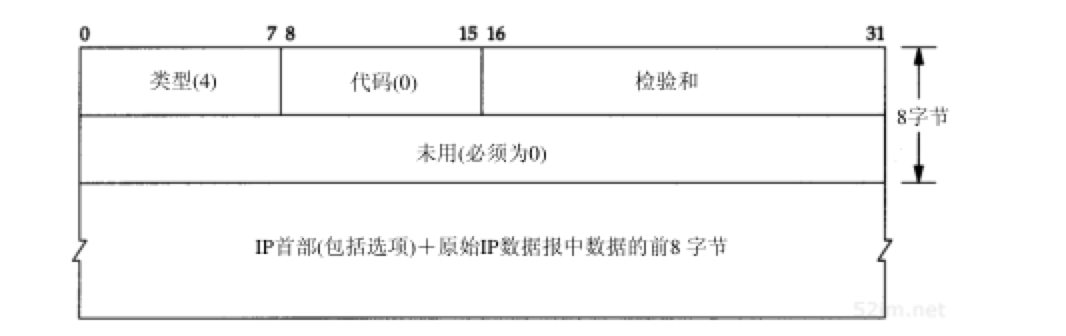 0 7 8 15 16 31
类型(4) 代码(0) 检验和
8字节
未用(必须为0)
IP首部(包括选项)＋原始IP数据报中数据的前8 字节
52im.net